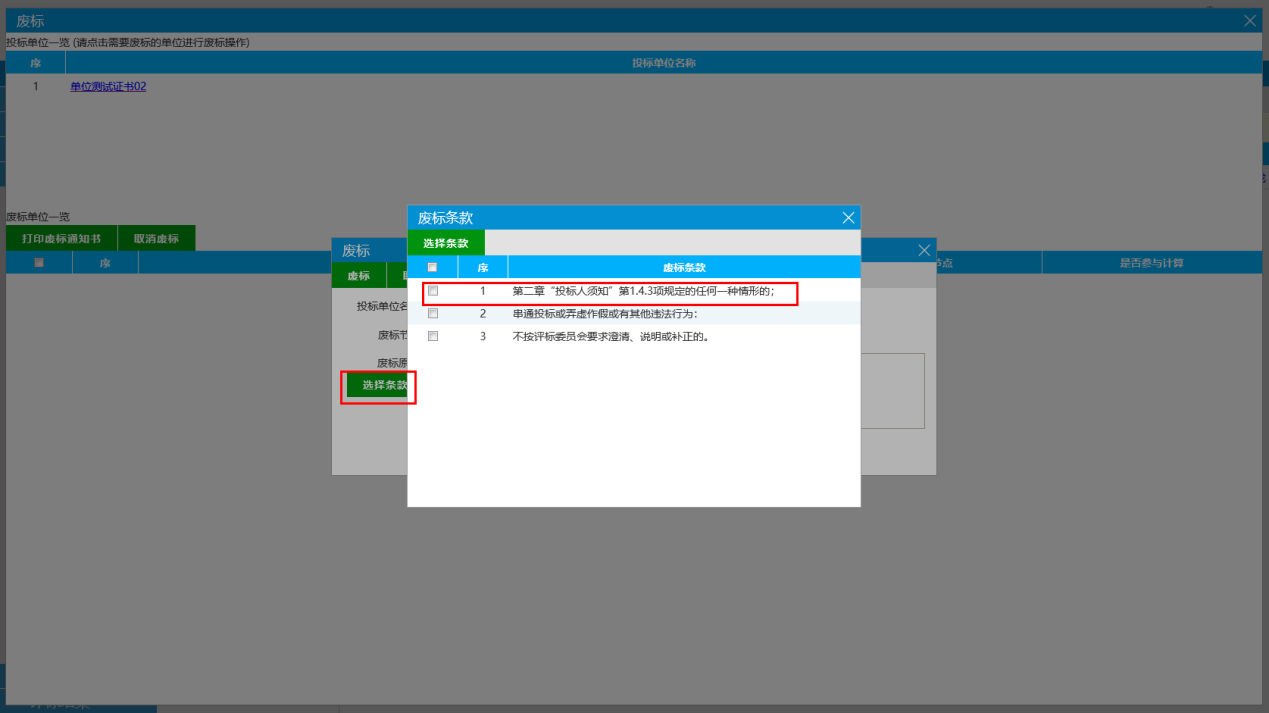 废标
投标单位一览 (请点击需要废标的单位进行废标操作)
序 投标单位名称
1 单位测试证书02
废标单位一览
打印废标通知书 取消废标
序 节点 是否参与计算
废标
废标
投标单位名
废标节
废标原
选择条款
废标条款
选择条款
序 废标条款
1 第二章“投标人须知”第1.4.3项规定的任何一种情形的；
2 串通投标或弄虚作假或有其他违法行为：
3 不按评标委员会要求澄清、说明或补正的。